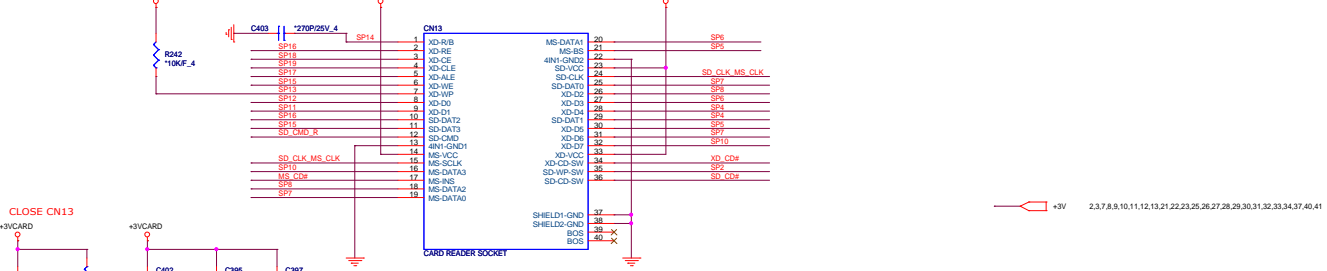 C403 *270P/25V_4
CN13
R242
*10K/F_4
SP14 1 XD-R/B
SP16 2 XD-RE
SP18 3 XD-CE
SP19 4 XD-CLE
SP17 5 XD-ALE
SP15 6 XD-WE
SP13 7 XD-WP
SP12 8 XD-D0
SP11 9 XD-D1
SP16 10 SD-DAT2
SP15 11 SD-DAT3
SD_CMD_R 12 SD-CMD
13 4IN1-GND1
14 MS-VCC
SD_CLK_MS_CLK 15 MS-SCLK
SP10 16 MS-DATA3
MS_CD# 17 MS-INS
SP8 18 MS-DATA2
SP7 19 MS-DATA0
MS-DATA1 20 SP6
MS-BS 21 SP5
4IN1-GND2 22
SD-VCC 23
SD-CLK 24 SD_CLK_MS_CLK
SD-DAT0 25 SP7
XD-D2 26 SP8
XD-D3 27 SP6
XD-D4 28 SP4
SD-DAT1 29 SP4
XD-D5 30 SP5
XD-D6 31 SP7
XD-D7 32 SP10
XD-VCC 33
XD-CD-SW 34 XD_CD#
SD-WP-SW 35 SP2
SD-CD-SW 36 SD_CD#
SHIELD1-GND 37
SHIELD2-GND 38
BOS 39
BOS 40
CARD READER SOCKET
+3V 2,3,7,8,9,10,11,12,13,21,22,23,25,26,27,28,29,30,31,32,33,34,37,40,41
CLOSE CN13
+3VCARD +3VCARD
C402 C395 C397